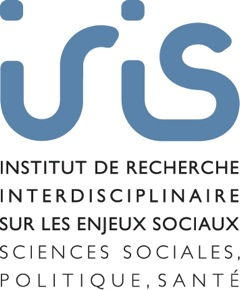 iris
INSTITUT DE RECHERCHE
INTERDISCIPLINAIRE
SUR LES ENJEUX SOCIAUX
SCIENCES SOCIALES,
POLITIQUE, SANTÉ